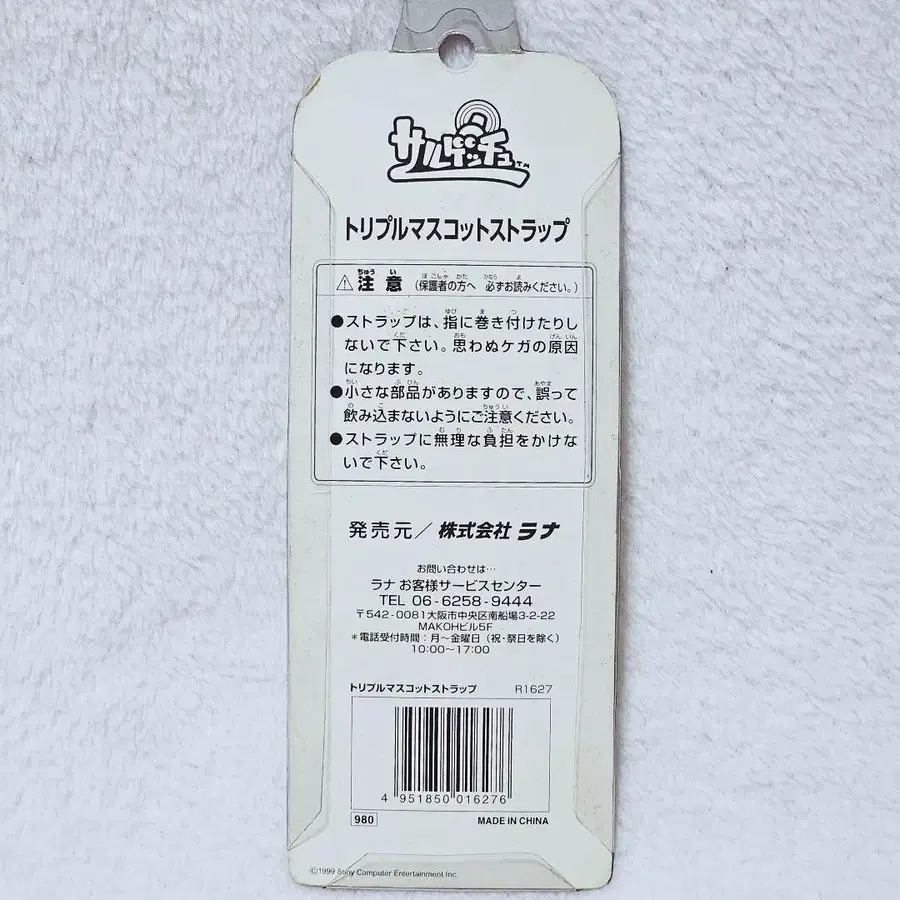 サルゲッチュ™
トリプルマスコットストラップ
⚠注意(保護者の方へ 必ずお読みください。)
●ストラップは、指に巻き付けたりし
ないで下さい。思わぬケガの原因
になります。
●小さな部品がありますので、誤って
飲み込まないようにご注意ください。
●ストラップに無理な負担をかけな
いで下さい。
発売元/株式会社ラナ
お問い合わせは…
ラナ お客様サービスセンター
TEL 06-6258-9444
〒542-0081大阪市中央区南船場3-2-22
MAKOHビル5F
*電話受付時間:月〜金曜日(祝・祭日を除く)
10:00〜17:00
トリプルマスコットストラップ R1627
4 951850 016276
980 MADE IN CHINA
©1999 Sony Computer Entertainment Inc.